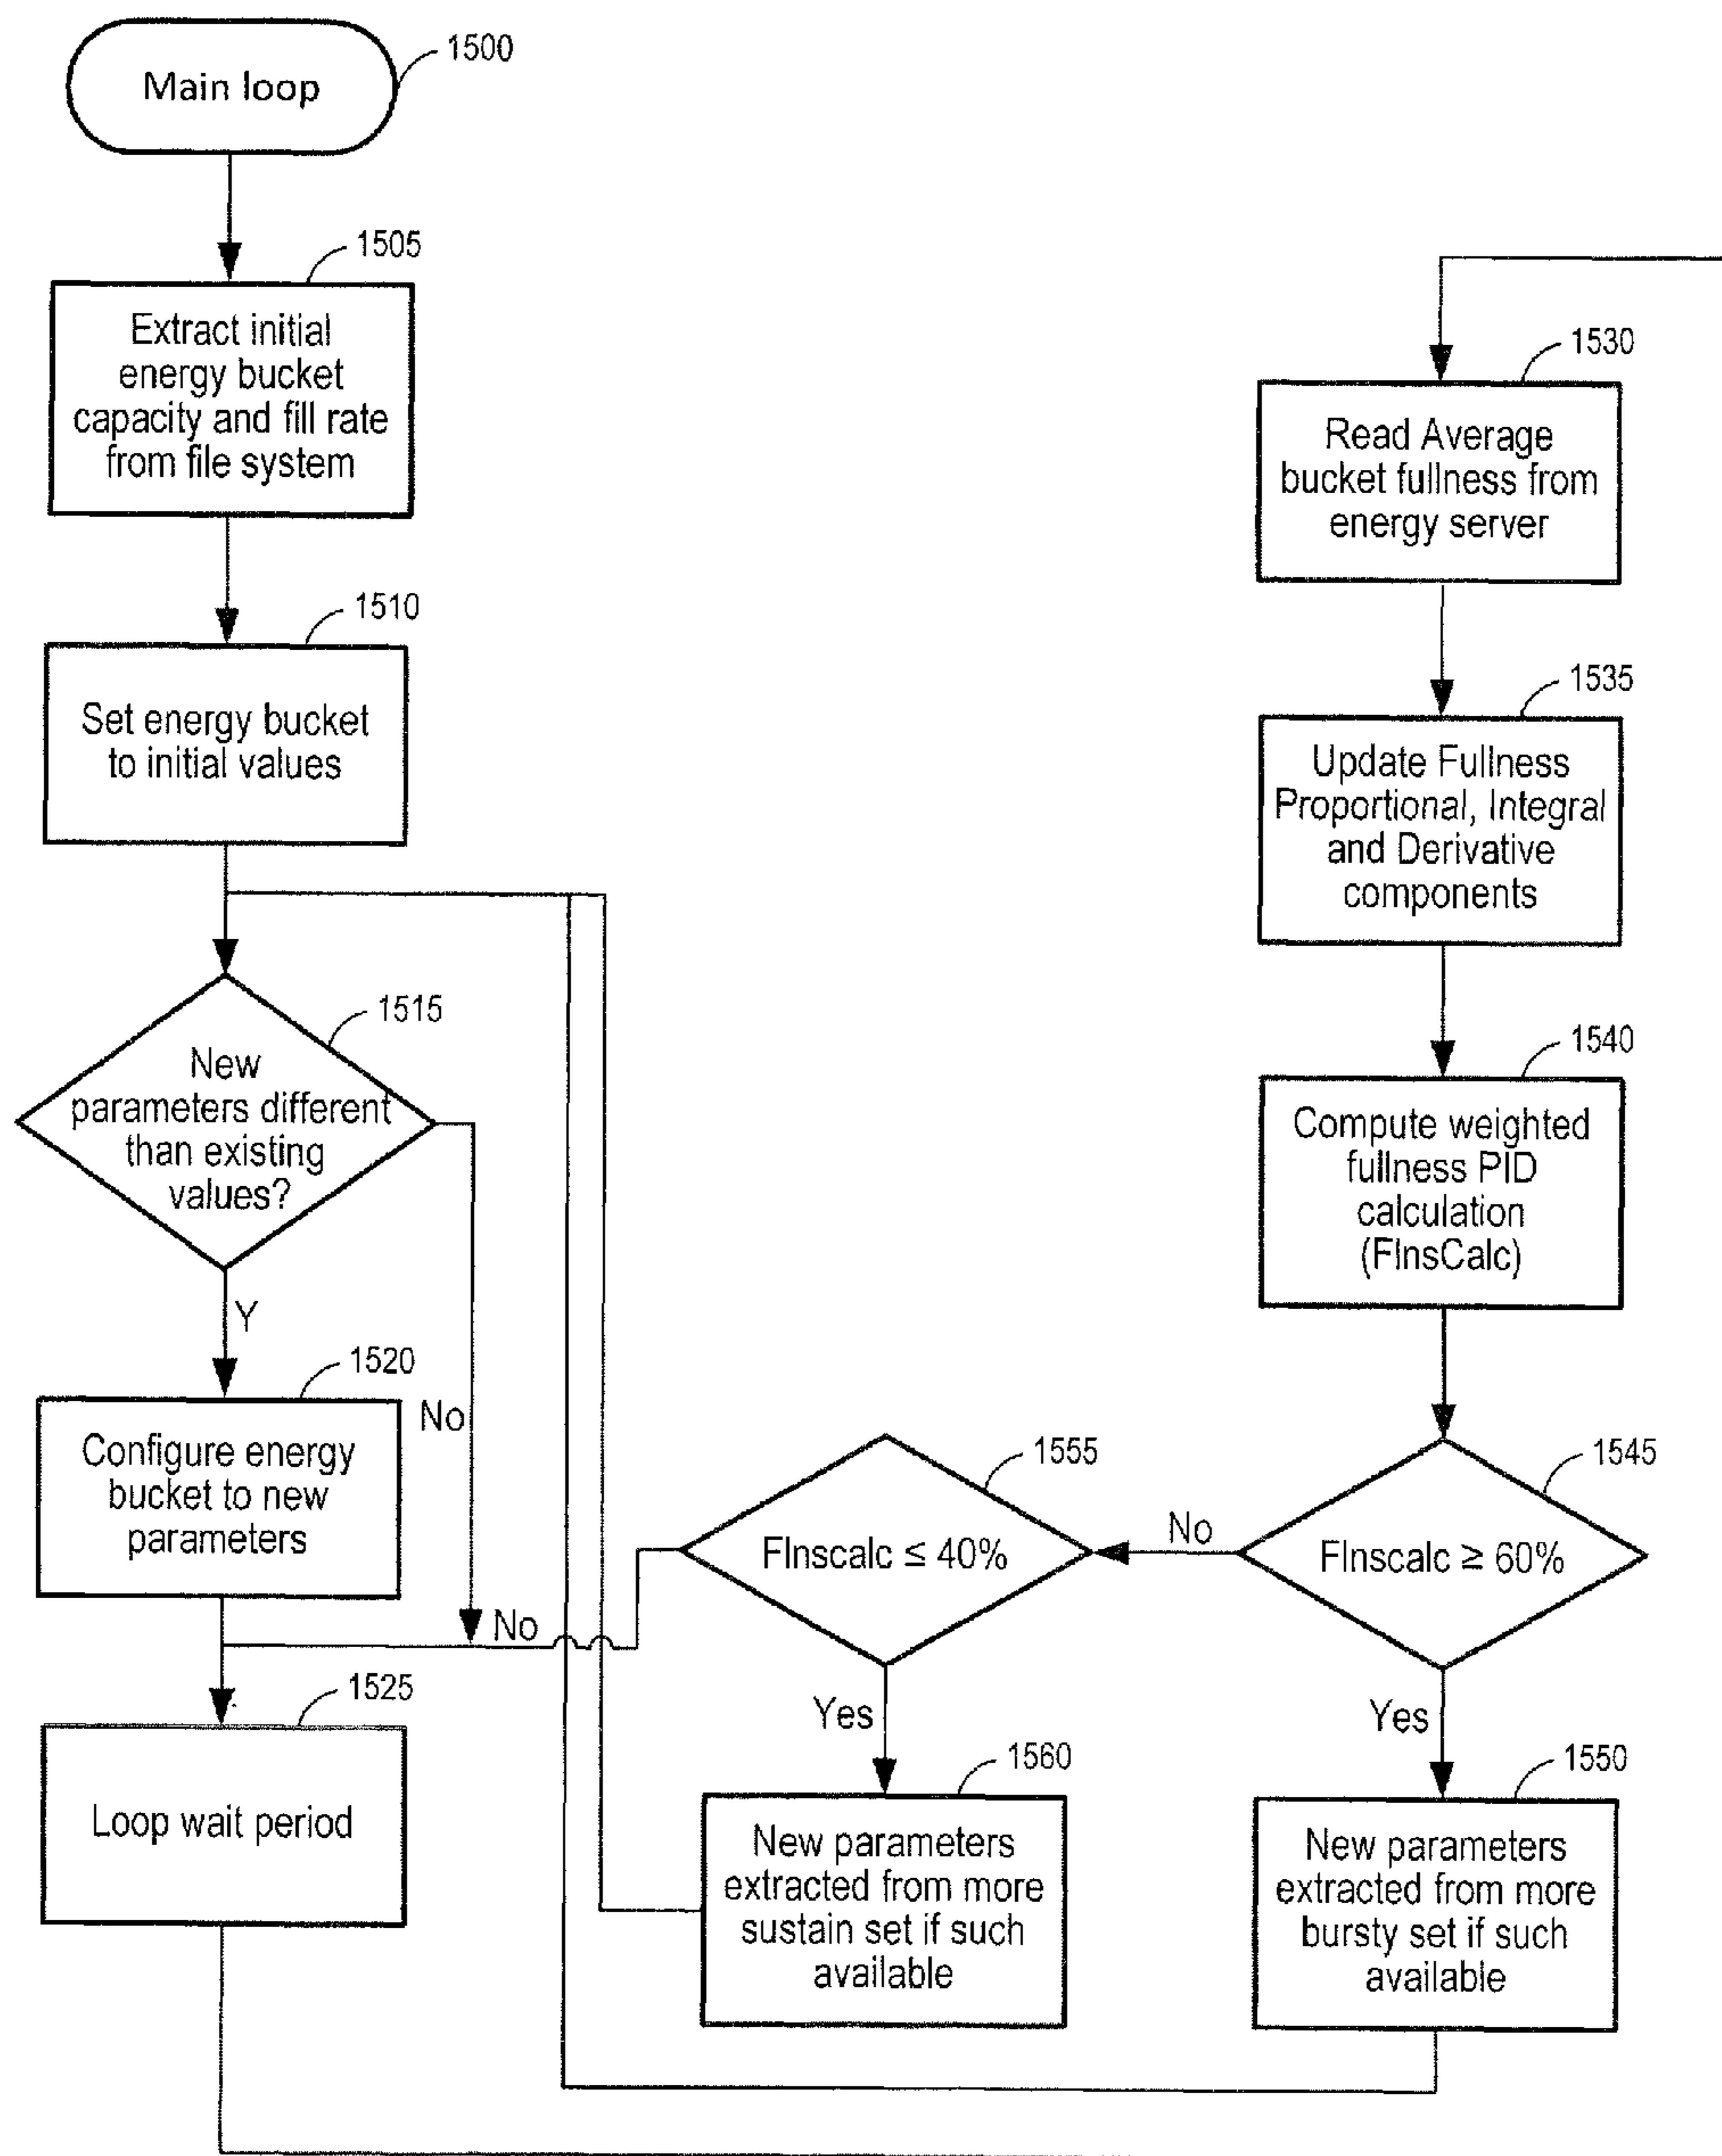 Main loop
1500
1505
Extract initial
energy bucket
capacity and fill rate
from file system
1510
Set energy bucket
to initial values
1515
New
parameters different
than existing
values?
Y
No
1520
Configure energy
bucket to new
parameters
No
1525
Loop wait period
1530
Read Average
bucket fullness from
energy server
1535
Update Fullness
Proportional, Integral
and Derivative
components
1540
Compute weighted
fullness PID
calculation
(FlnsCalc)
1545
Flnscalc ≥ 60%
No
Yes
1555
Flnscalc ≤ 40%
Yes
1560
New parameters
extracted from more
sustain set if such
available
1550
New parameters
extracted from more
bursty set if such
available